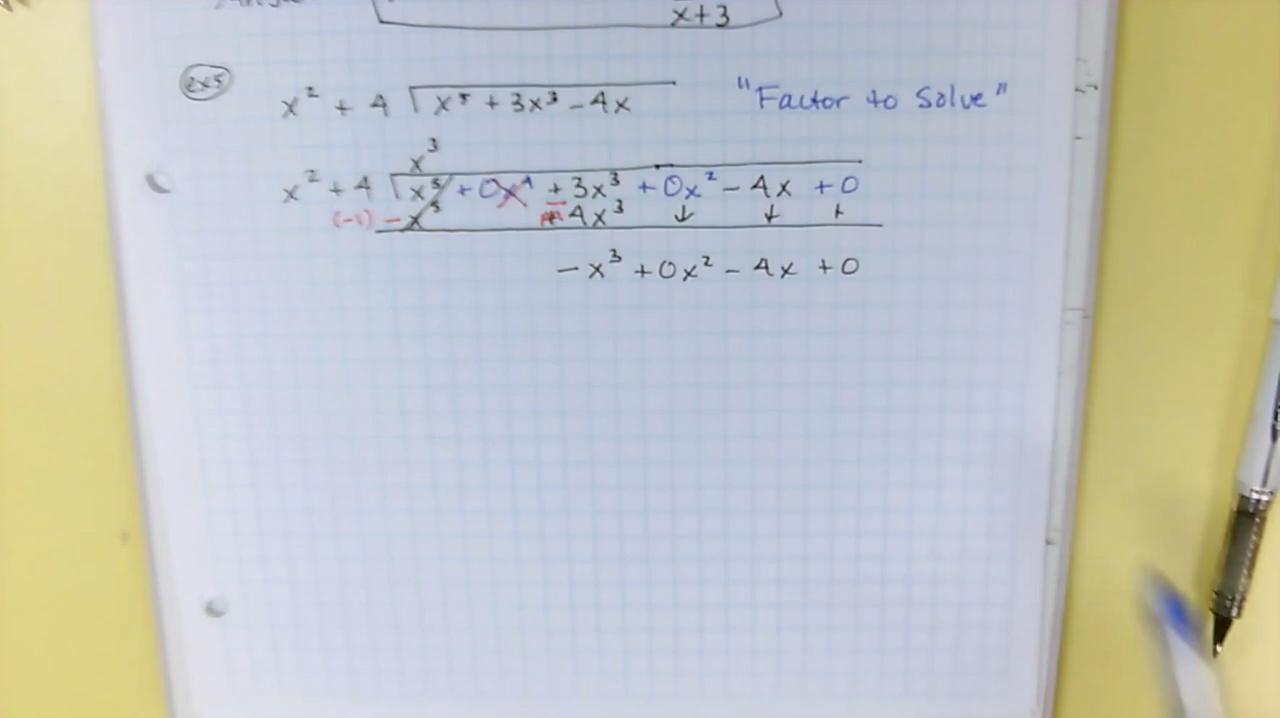 x+3
ex5
x² + 4 x⁵ + 3x³ - 4x "Factor to Solve"
x³
x² + 4 x⁵ + 0x⁴ + 3x³ + 0x² - 4x + 0
(-1) - x⁵ - 4x³ ↓ ↓ ↓
- x³ + 0x² - 4x + 0